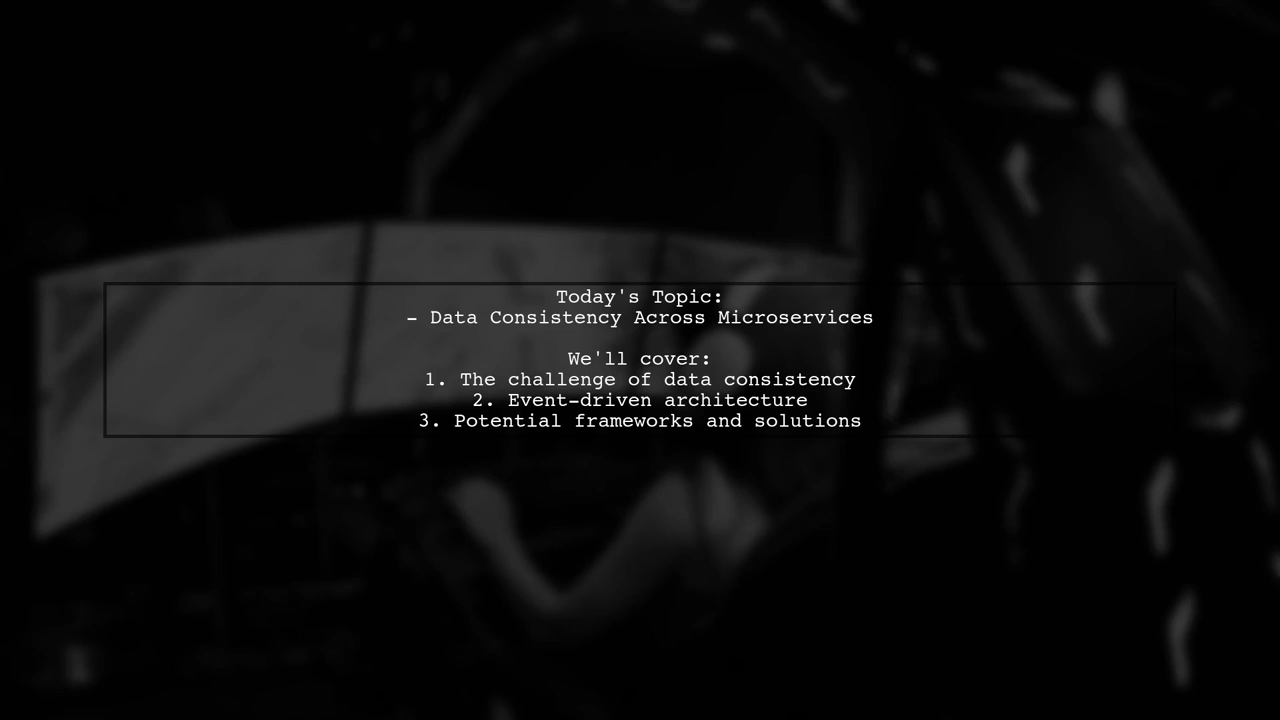 Today's Topic:
- Data Consistency Across Microservices
We'll cover:
1. The challenge of data consistency
2. Event-driven architecture
3. Potential frameworks and solutions